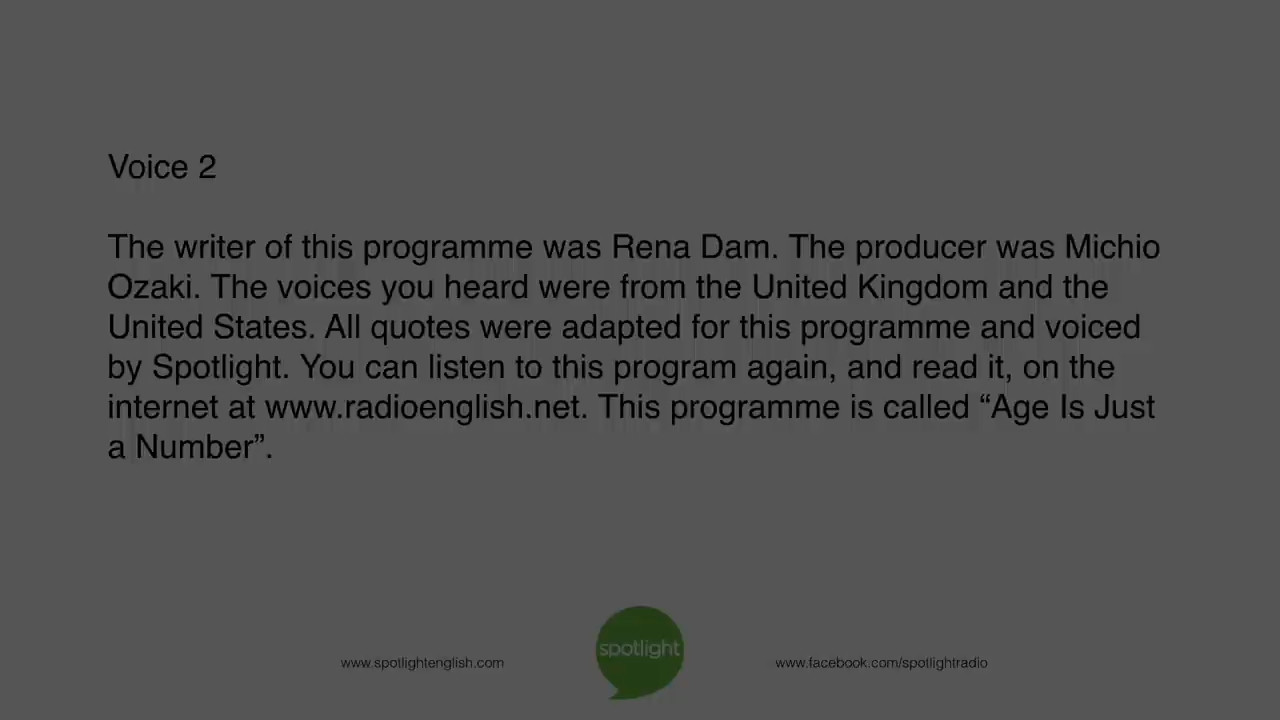 Voice 2
The writer of this programme was Rena Dam. The producer was Michio
Ozaki. The voices you heard were from the United Kingdom and the
United States. All quotes were adapted for this programme and voiced
by Spotlight. You can listen to this program again, and read it, on the
internet at www.radioenglish.net. This programme is called “Age Is Just
a Number”.
spotlight
www.spotlightenglish.com
www.facebook.com/spotlightradio